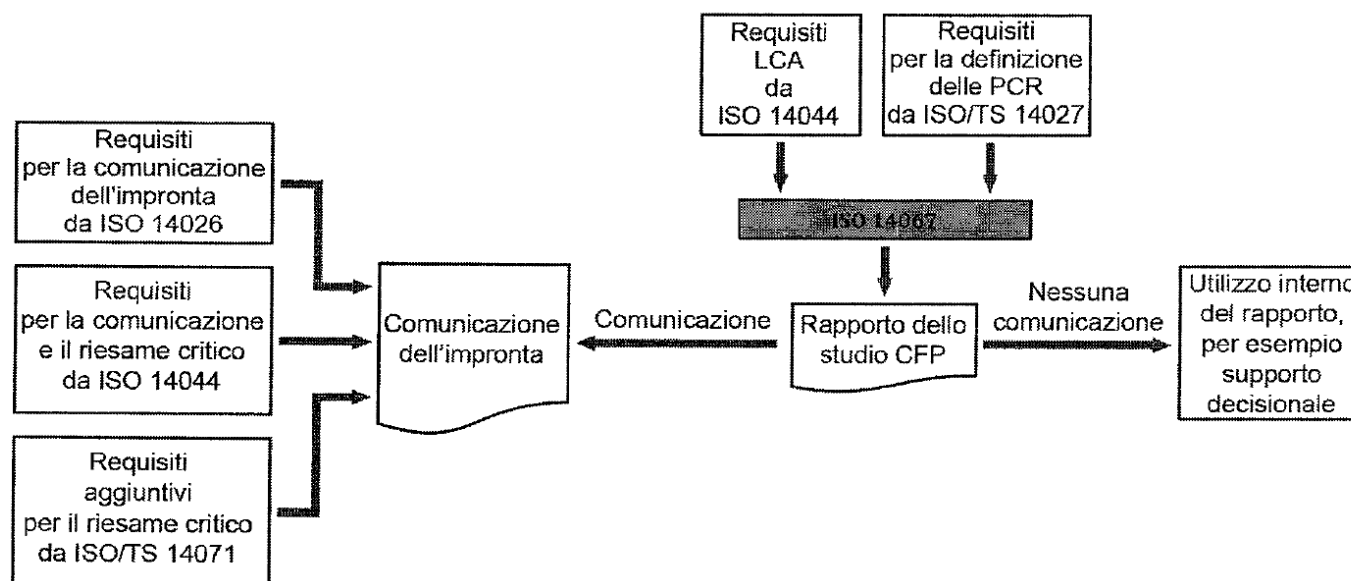 Requisiti
LCA
da
ISO 14044
Requisiti
per la definizione
delle PCR
da ISO/TS 14027
Requisiti
per la comunicazione
dell'impronta
da ISO 14026
ISO 14067
Requisiti
per la comunicazione
e il riesame critico
da ISO 14044
Comunicazione
dell'impronta
Comunicazione
Rapporto dello
studio CFP
Nessuna
comunicazione
Utilizzo interno
del rapporto,
per esempio
supporto
decisionale
Requisiti
aggiuntivi
per il riesame critico
da ISO/TS 14071